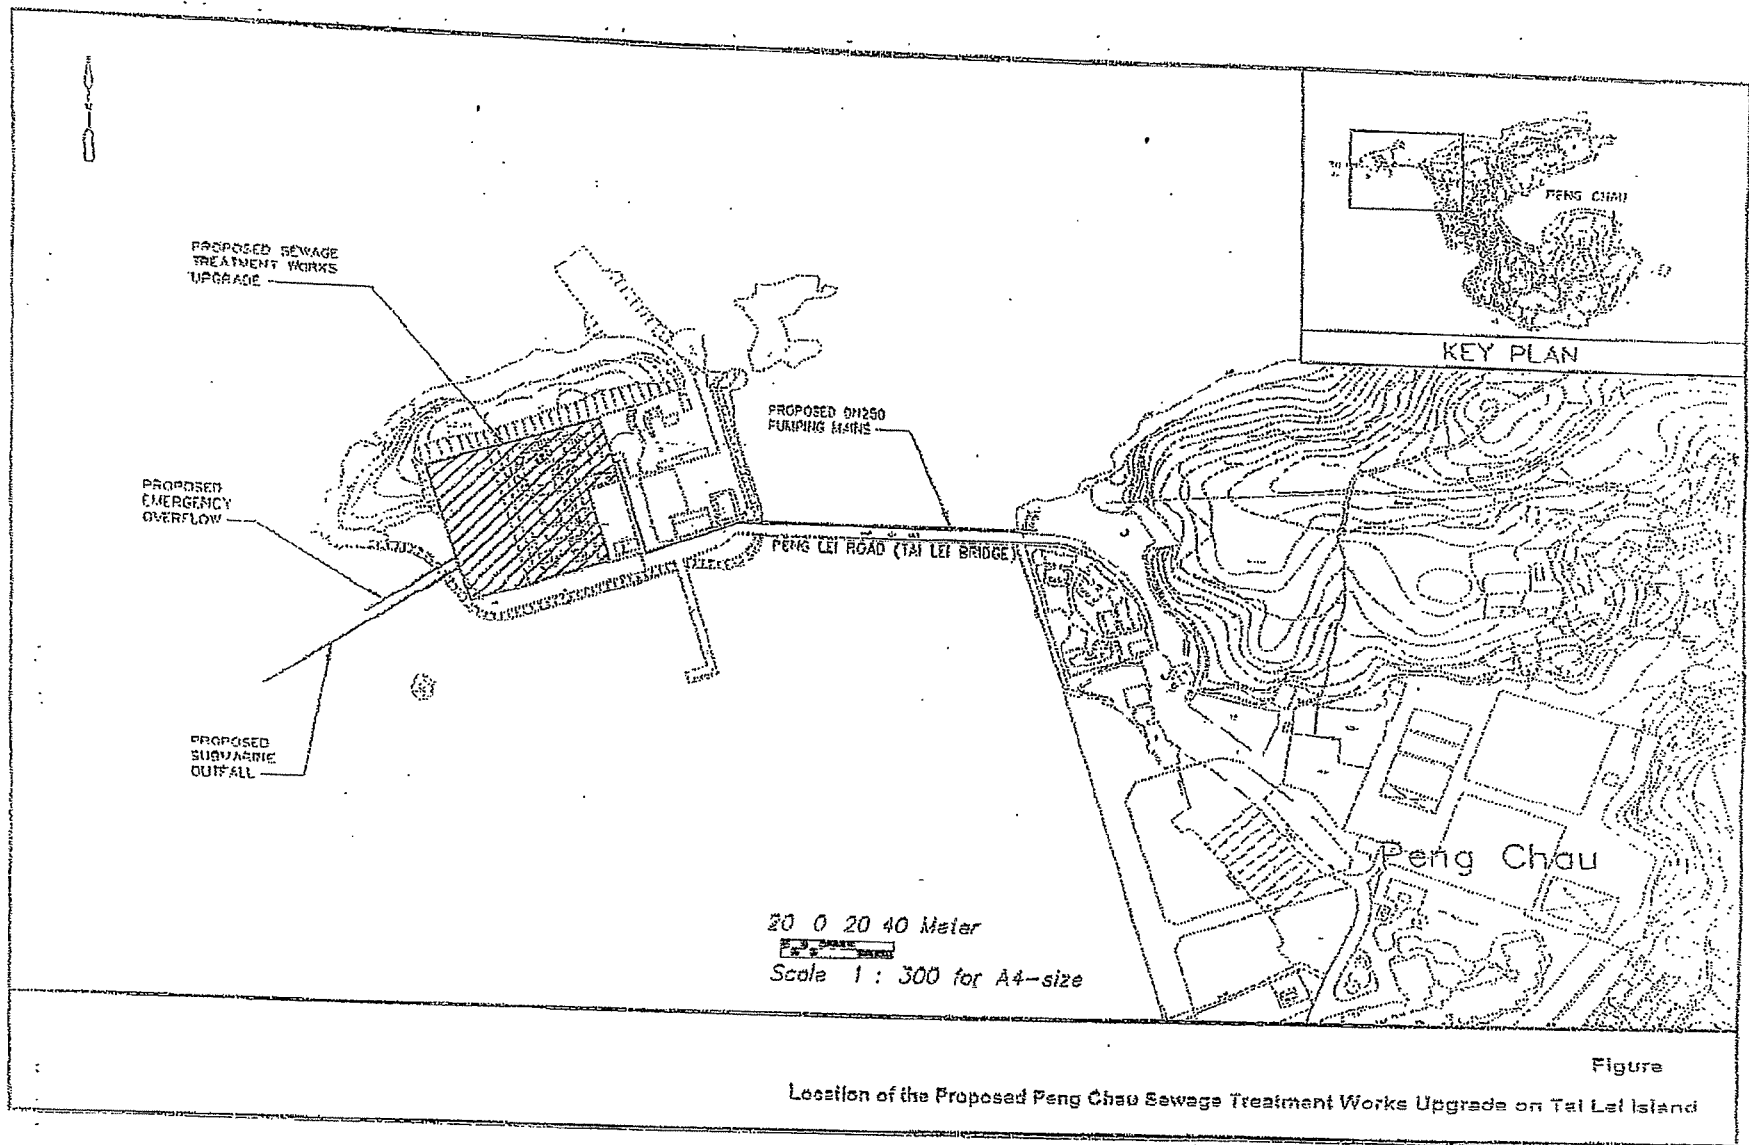 PENG CHAU
KEY PLAN
PROPOSED SEWAGE
TREATMENT WORKS
UPGRADE
PROPOSED DN250
PUMPING MAINS
PROPOSED
EMERGENCY
OVERFLOW
PENG LEI ROAD (TAI LEI BRIDGE)
PROPOSED
SUBMARINE
OUTFALL
Peng Chau
20 0 20 40 Meter
Scale 1 : 300 for A4-size
Figure
Location of the Proposed Peng Chau Sewage Treatment Works Upgrade on Tai Lei Island